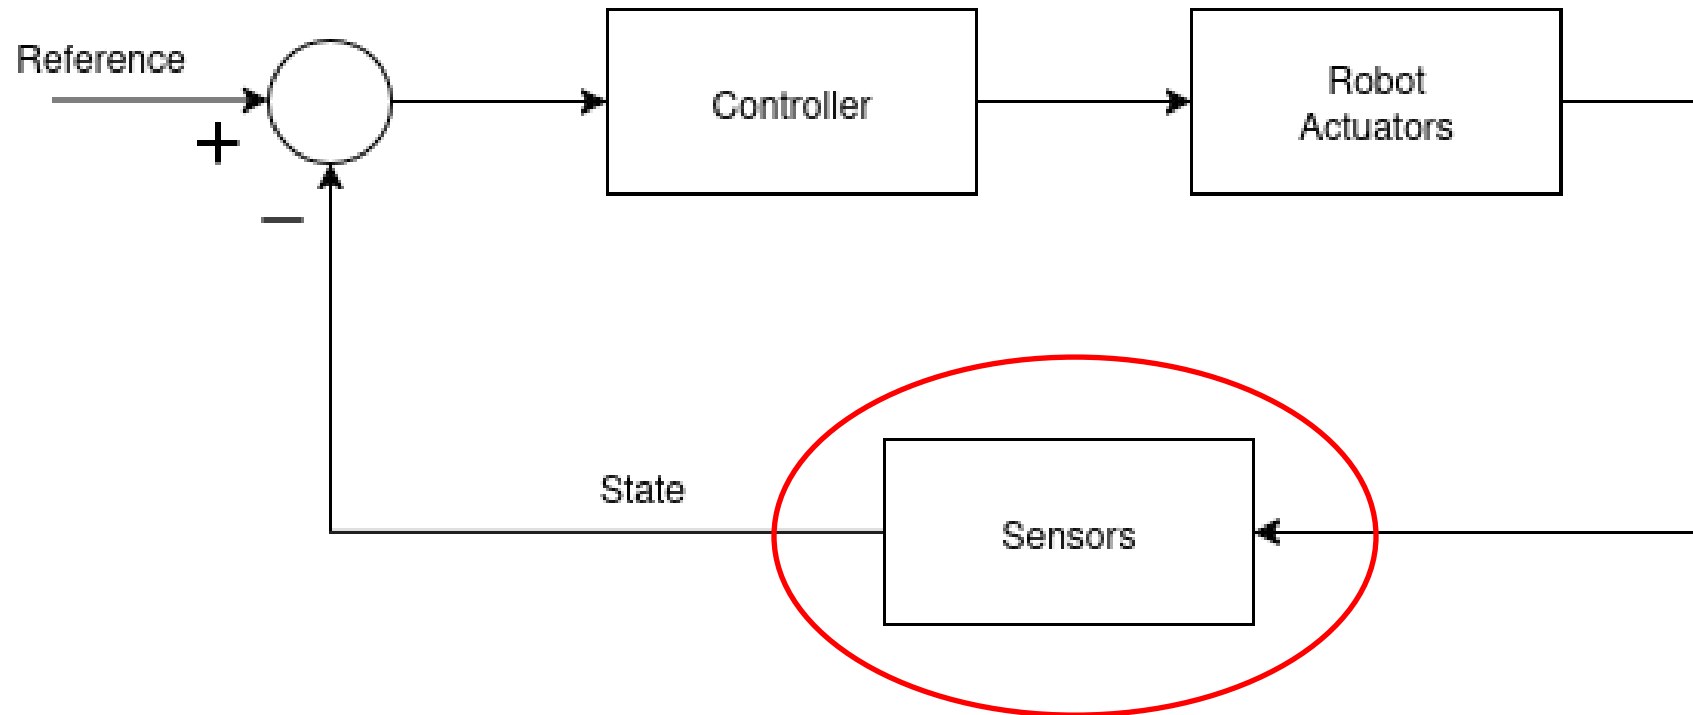 Reference
+
−
Controller
Robot
Actuators
State
Sensors